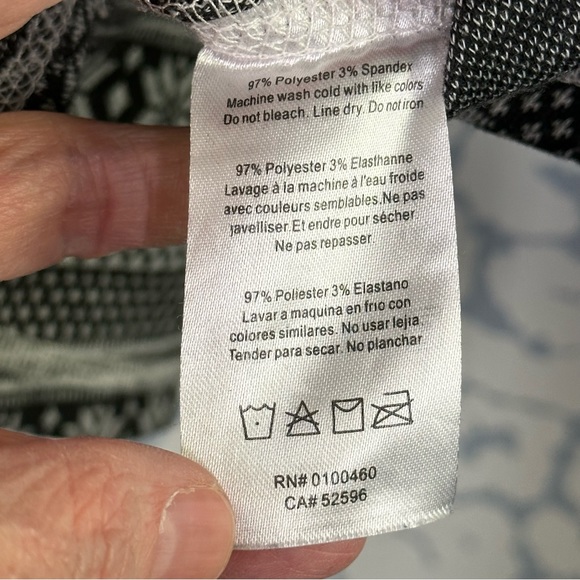 97% Polyester 3% Spandex
Machine wash cold with like colors
Do not bleach. Line dry. Do not iron
97% Polyester 3% Elasthanne
Lavage à la machine à l'eau froide
avec couleurs semblables.Ne pas
javelliser.Et endre pour sécher
Ne pas repasser
97% Poliester 3% Elastano
Lavar a maquina en frio con
colores similares. No usar lejia.
Tender para secar. No planchar
RN# 0100460
CA# 52596